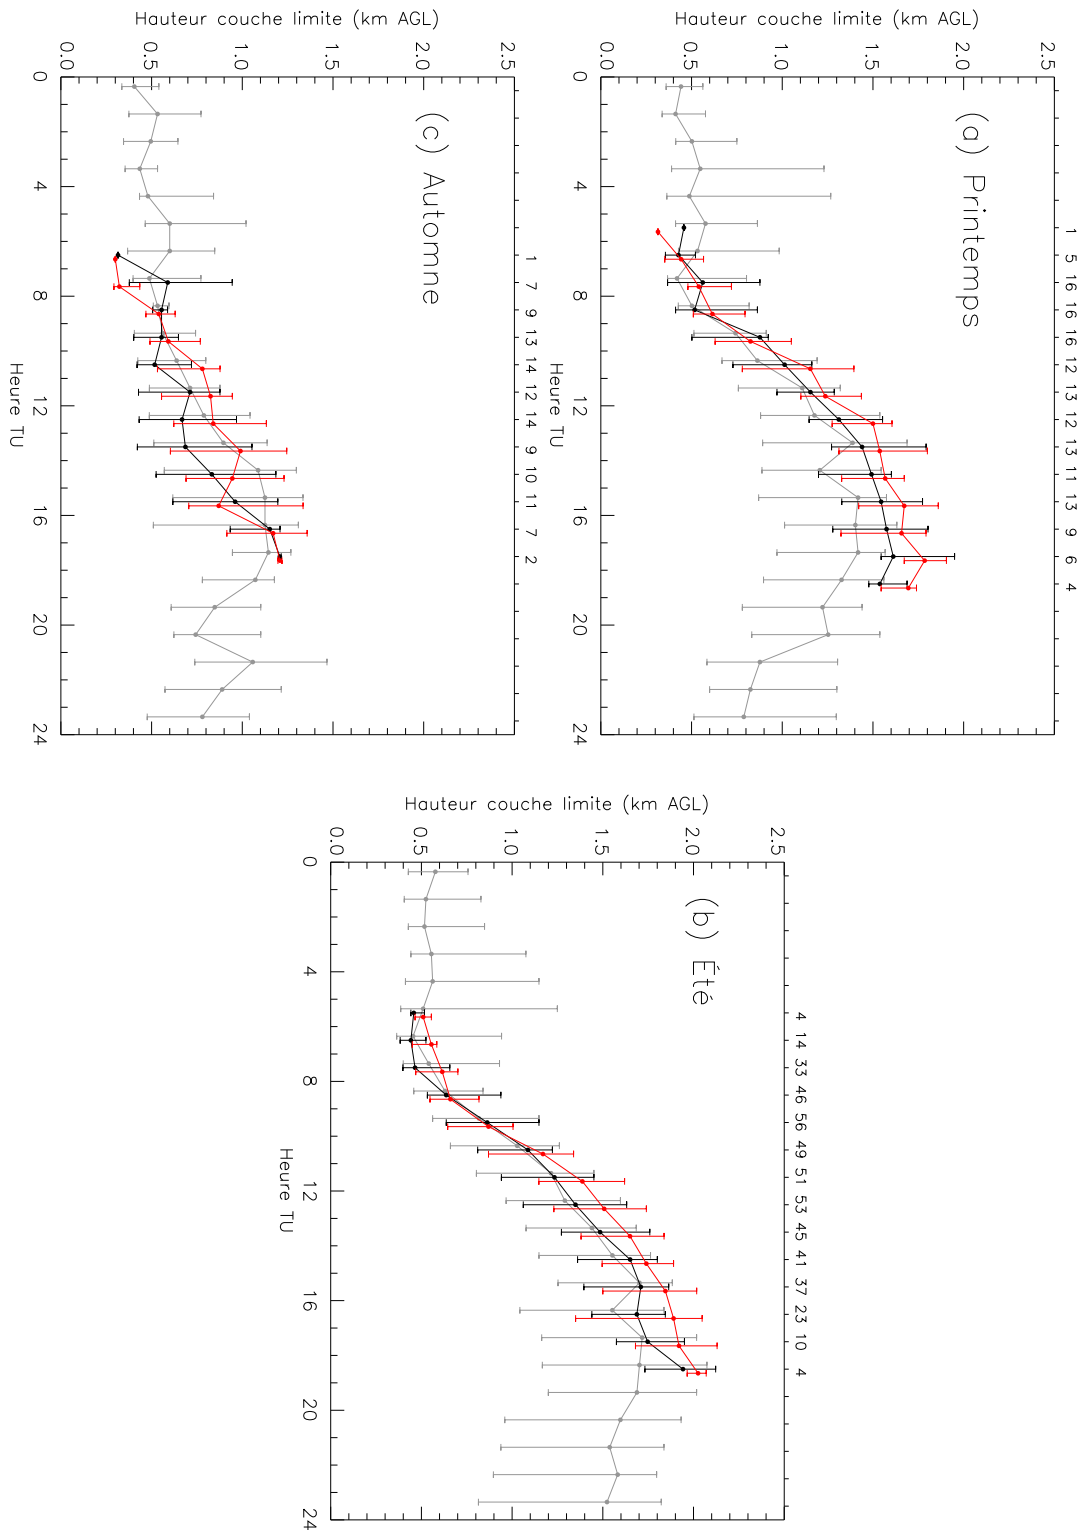 Hauteur couche limite (km AGL)
0.0 0.5 1.0 1.5 2.0 2.5
(a) Printemps
1 5 16 16 16 14 13 12 9 11 13 9 6 4
0 4 8 12 16 20 24
Heure TU
Hauteur couche limite (km AGL)
0.0 0.5 1.0 1.5 2.0 2.5
(b) Été
4 14 33 46 56 49 51 53 45 41 37 23 10 4
0 4 8 12 16 20 24
Heure TU
Hauteur couche limite (km AGL)
0.0 0.5 1.0 1.5 2.0 2.5
(c) Automne
1 7 9 13 14 12 14 9 10 11 7 2
0 4 8 12 16 20 24
Heure TU